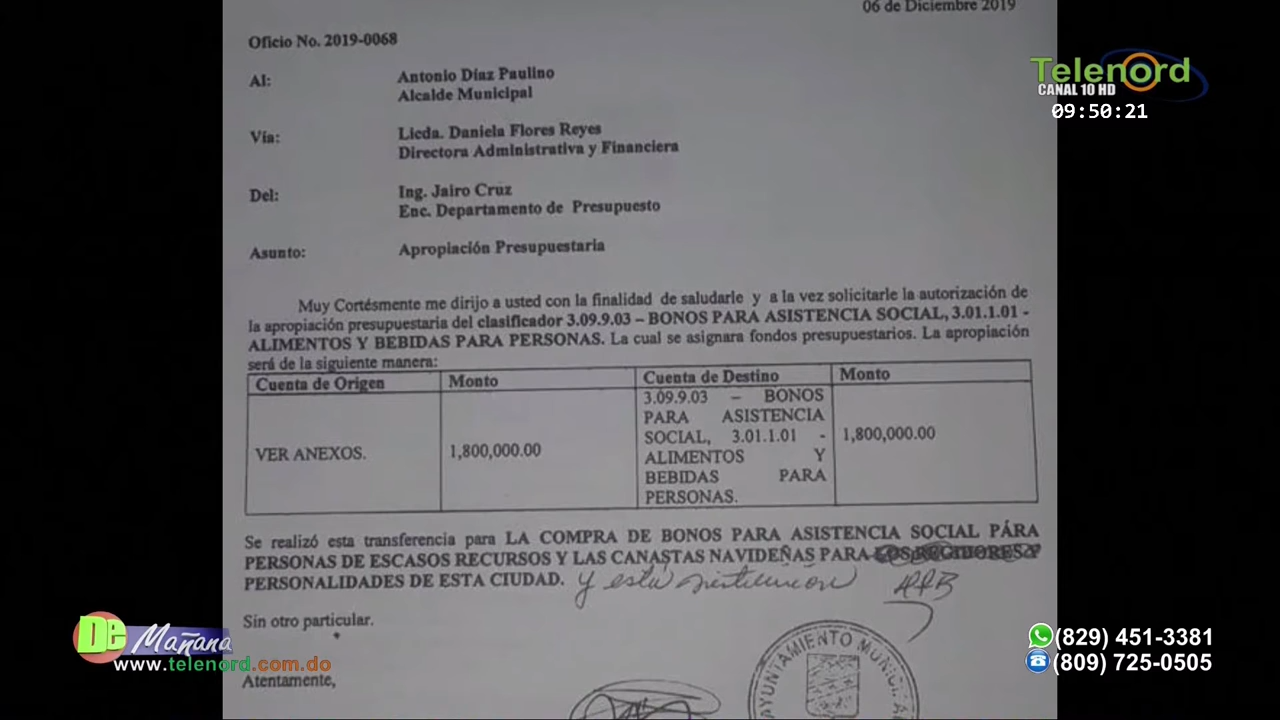 06 de Diciembre 2019
Oficio No. 2019-0068
Al: Antonio Díaz Paulino
Alcalde Municipal
Vía: Licda. Daniela Flores Reyes
Directora Administrativa y Financiera
Del: Ing. Jairo Cruz
Enc. Departamento de Presupuesto
Asunto: Apropiación Presupuestaria
Muy Cortésmente me dirijo a usted con la finalidad de saludarle y a la vez solicitarle la autorización de
la apropiación presupuestaria del clasificador 3.09.9.03 – BONOS PARA ASISTENCIA SOCIAL, 3.01.1.01 -
ALIMENTOS Y BEBIDAS PARA PERSONAS. La cual se asignara fondos presupuestarios. La apropiación
será de la siguiente manera:
Cuenta de Origen Monto Cuenta de Destino Monto
VER ANEXOS. 1,800,000.00
3.09.9.03 – BONOS
PARA ASISTENCIA
SOCIAL, 3.01.1.01 -
ALIMENTOS Y
BEBIDAS PARA
PERSONAS.
1,800,000.00
Se realizó esta transferencia para LA COMPRA DE BONOS PARA ASISTENCIA SOCIAL PÁRA
PERSONAS DE ESCASOS RECURSOS Y LAS CANASTAS NAVIDEÑAS PARA LOS REGIDORES Y
PERSONALIDADES DE ESTA CIUDAD. y esta institución
Sin otro particular.
Atentamente,
AYUNTAMIENTO
Telenord
CANAL 10 HD
09:50:21
De Mañana
www.telenord.com.do
(829) 451-3381
(809) 725-0505